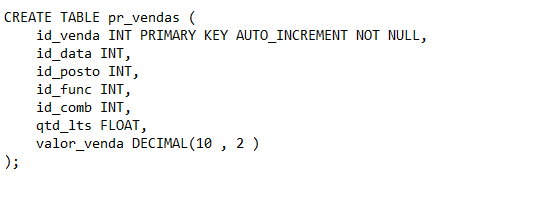 CREATE TABLE pr_vendas (
    id_venda INT PRIMARY KEY AUTO_INCREMENT NOT NULL,
    id_data INT,
    id_posto INT,
    id_func INT,
    id_comb INT,
    qtd_lts FLOAT,
    valor_venda DECIMAL(10 , 2 )
);